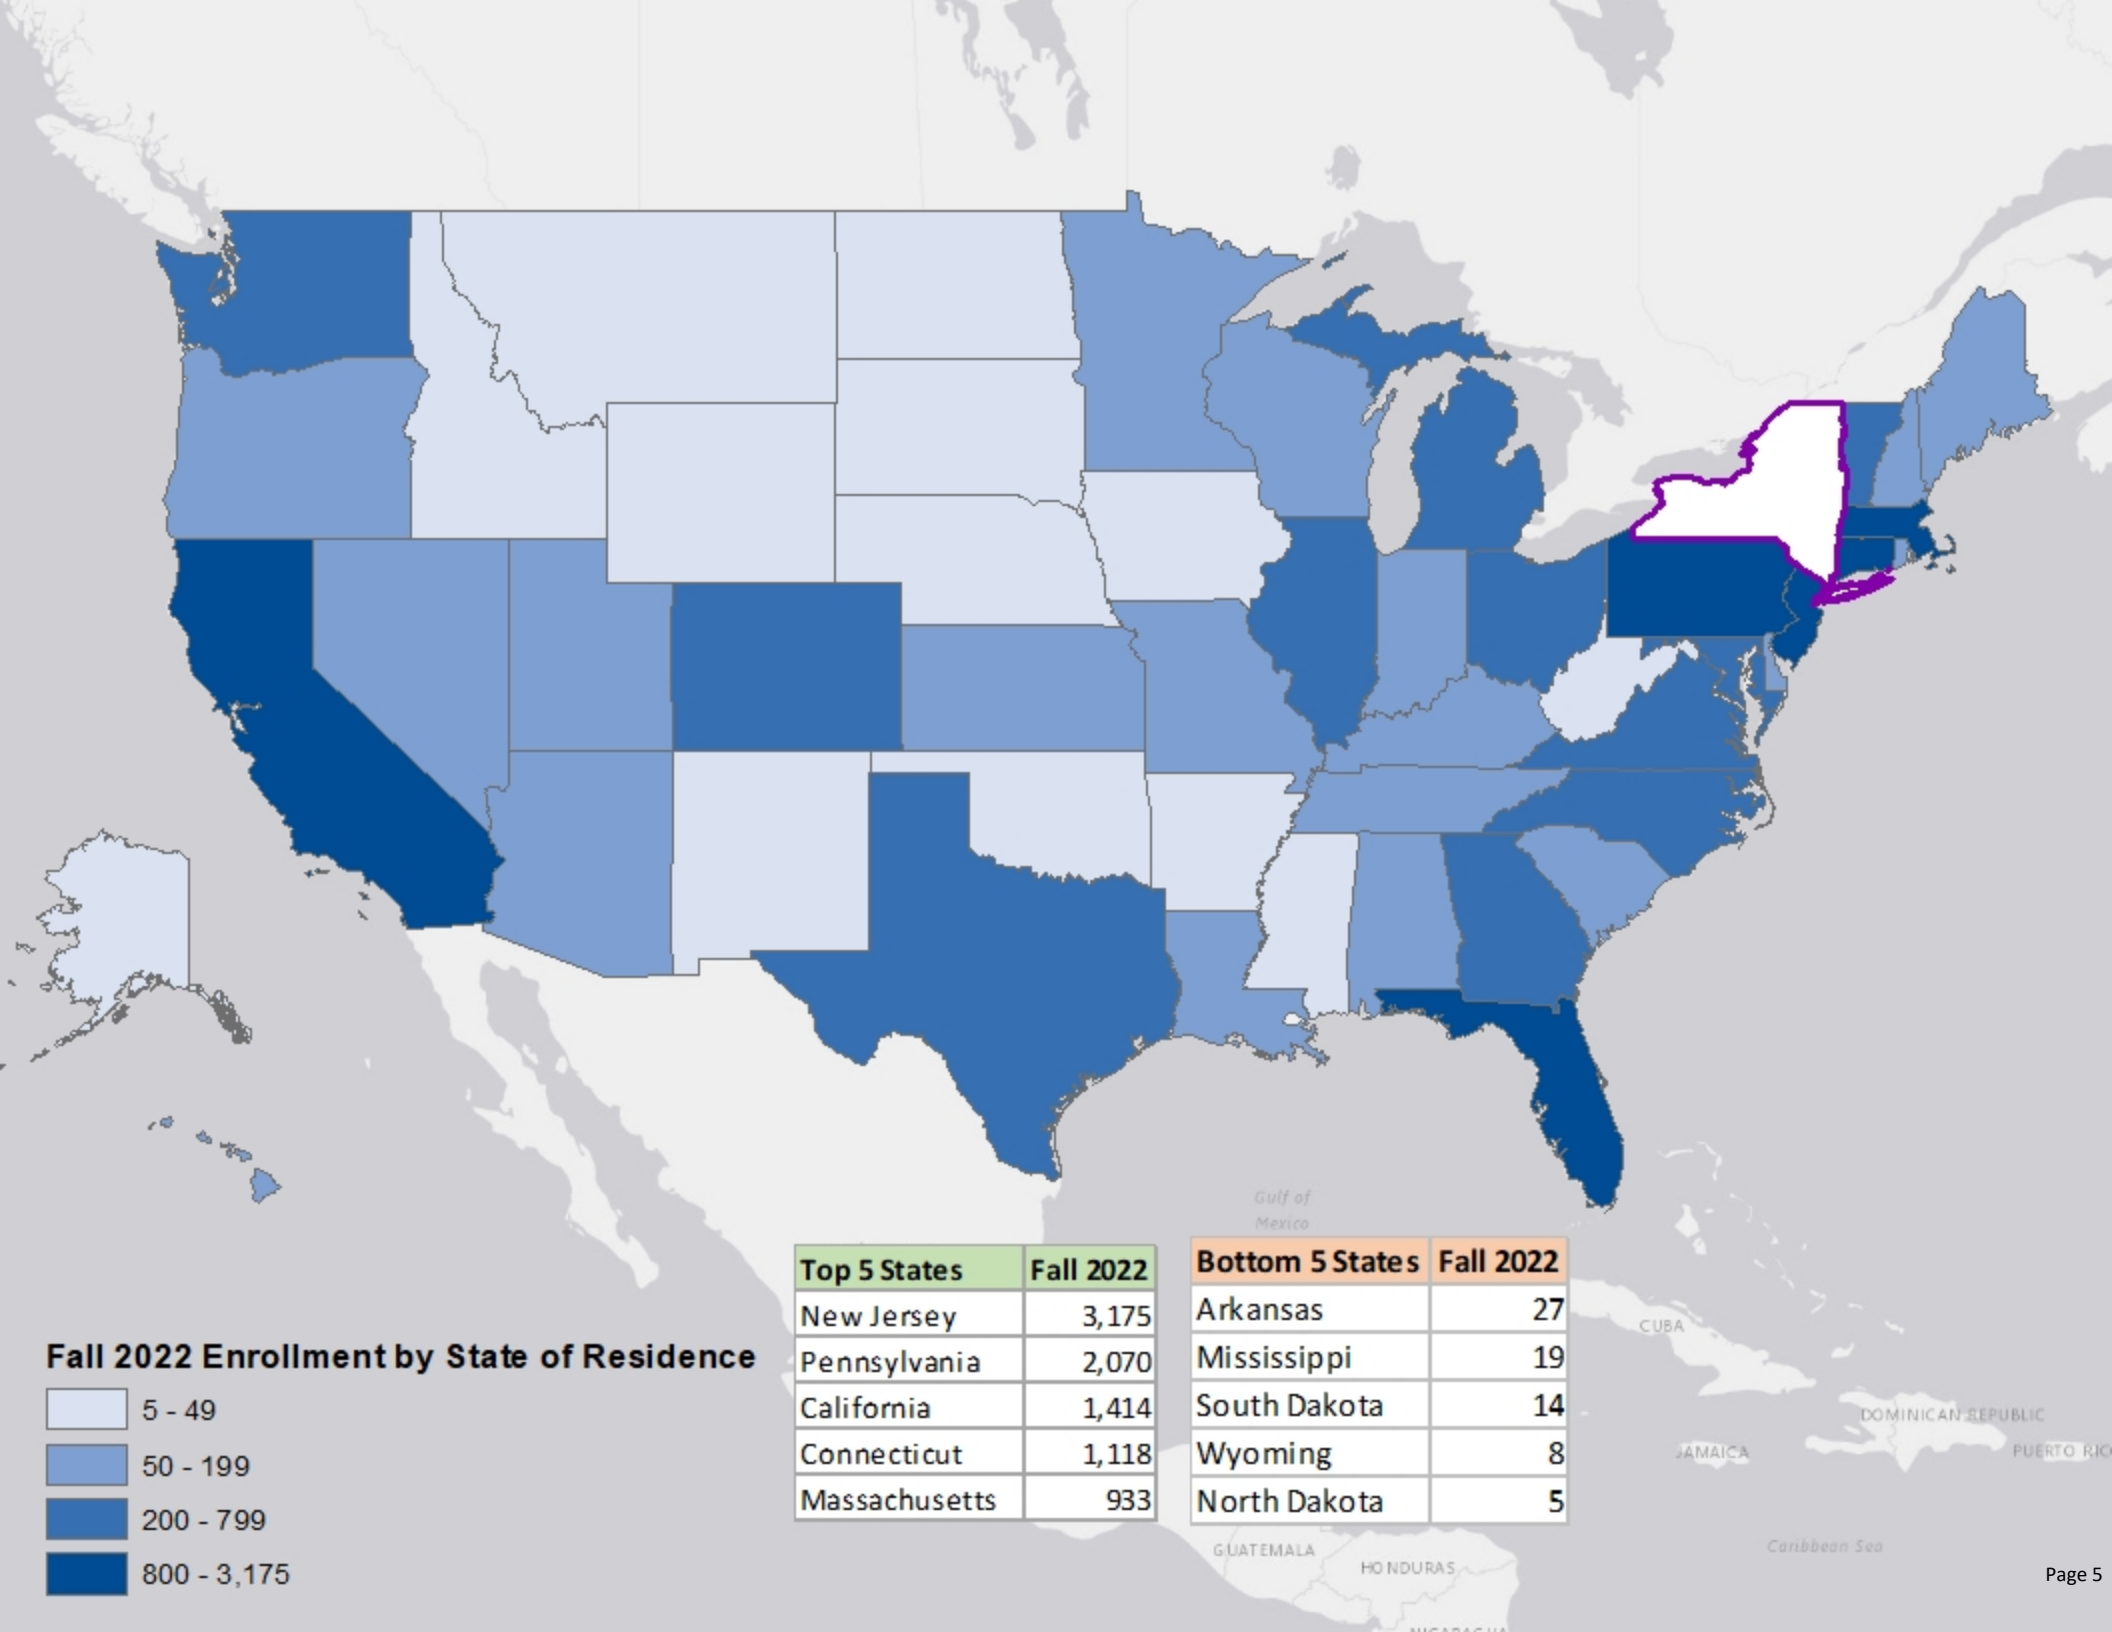 Gulf of
Mexico
Top 5 States Fall 2022
New Jersey 3,175
Pennsylvania 2,070
California 1,414
Connecticut 1,118
Massachusetts 933
Bottom 5 States Fall 2022
Arkansas 27
Mississippi 19
South Dakota 14
Wyoming 8
North Dakota 5
Fall 2022 Enrollment by State of Residence
5 - 49
50 - 199
200 - 799
800 - 3,175
CUBA
DOMINICAN REPUBLIC
JAMAICA
PUERTO RIC
GUATEMALA
HONDURAS
Caribbean Sea
Page 5